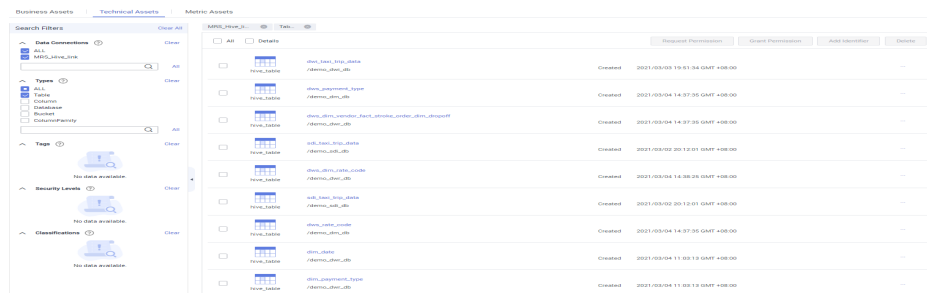 Business Assets Technical Assets Metric Assets
Search Filters Clear All
Data Connections Clear
ALL
MRS_Hive_link
All
Types Clear
ALL
Table
Column
Database
Bucket
ColumnFamily
All
Tags Clear
No data available.
Security Levels Clear
No data available.
Classifications Clear
No data available.
MRS_Hive_li... Tab...
All Details Request Permission Grant Permission Add Identifier Delete
hive_table dwi_taxi_trip_data /demo_dwi_db Created 2021/03/03 19:51:34 GMT +08:00 ...
hive_table dws_payment_type /demo_dm_db Created 2021/03/04 14:37:35 GMT +08:00 ...
hive_table /demo_dwr_db Created 2021/03/04 14:37:35 GMT +08:00 ...
hive_table sdi_taxi_trip_data /demo_sdi_db Created 2021/03/02 20:12:01 GMT +08:00 ...
hive_table dws_dim_rate_code /demo_dwr_db Created 2021/03/04 14:38:25 GMT +08:00 ...
hive_table sdi_taxi_trip_data /demo_sdi_db Created 2021/03/02 20:12:01 GMT +08:00 ...
hive_table dws_rate_code /demo_dm_db Created 2021/03/04 14:37:35 GMT +08:00 ...
hive_table dim_date /demo_dwr_db Created 2021/03/04 11:03:13 GMT +08:00 ...
hive_table dim_payment_type /demo_dwr_db Created 2021/03/04 11:03:13 GMT +08:00 ...